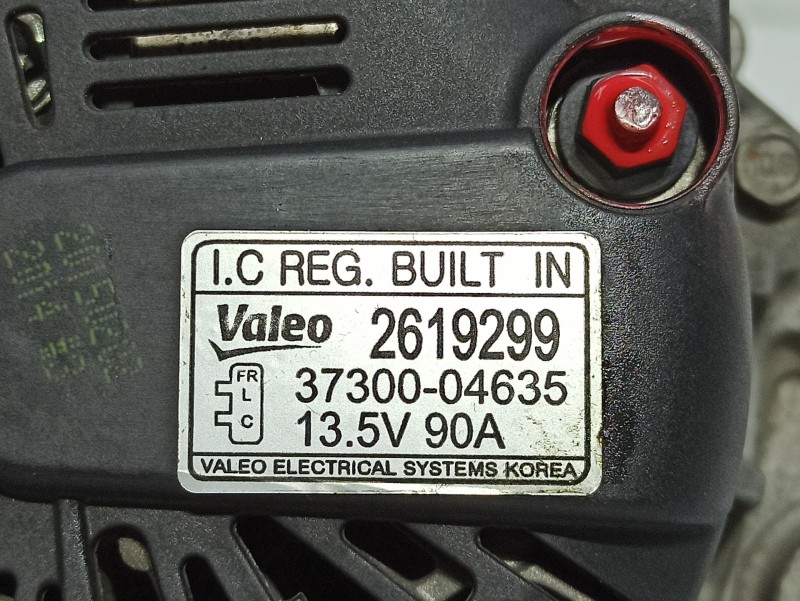 I.C REG. BUILT IN
Valeo 2619299
FR
L
C
37300-04635
13.5V 90A
VALEO ELECTRICAL SYSTEMS KOREA